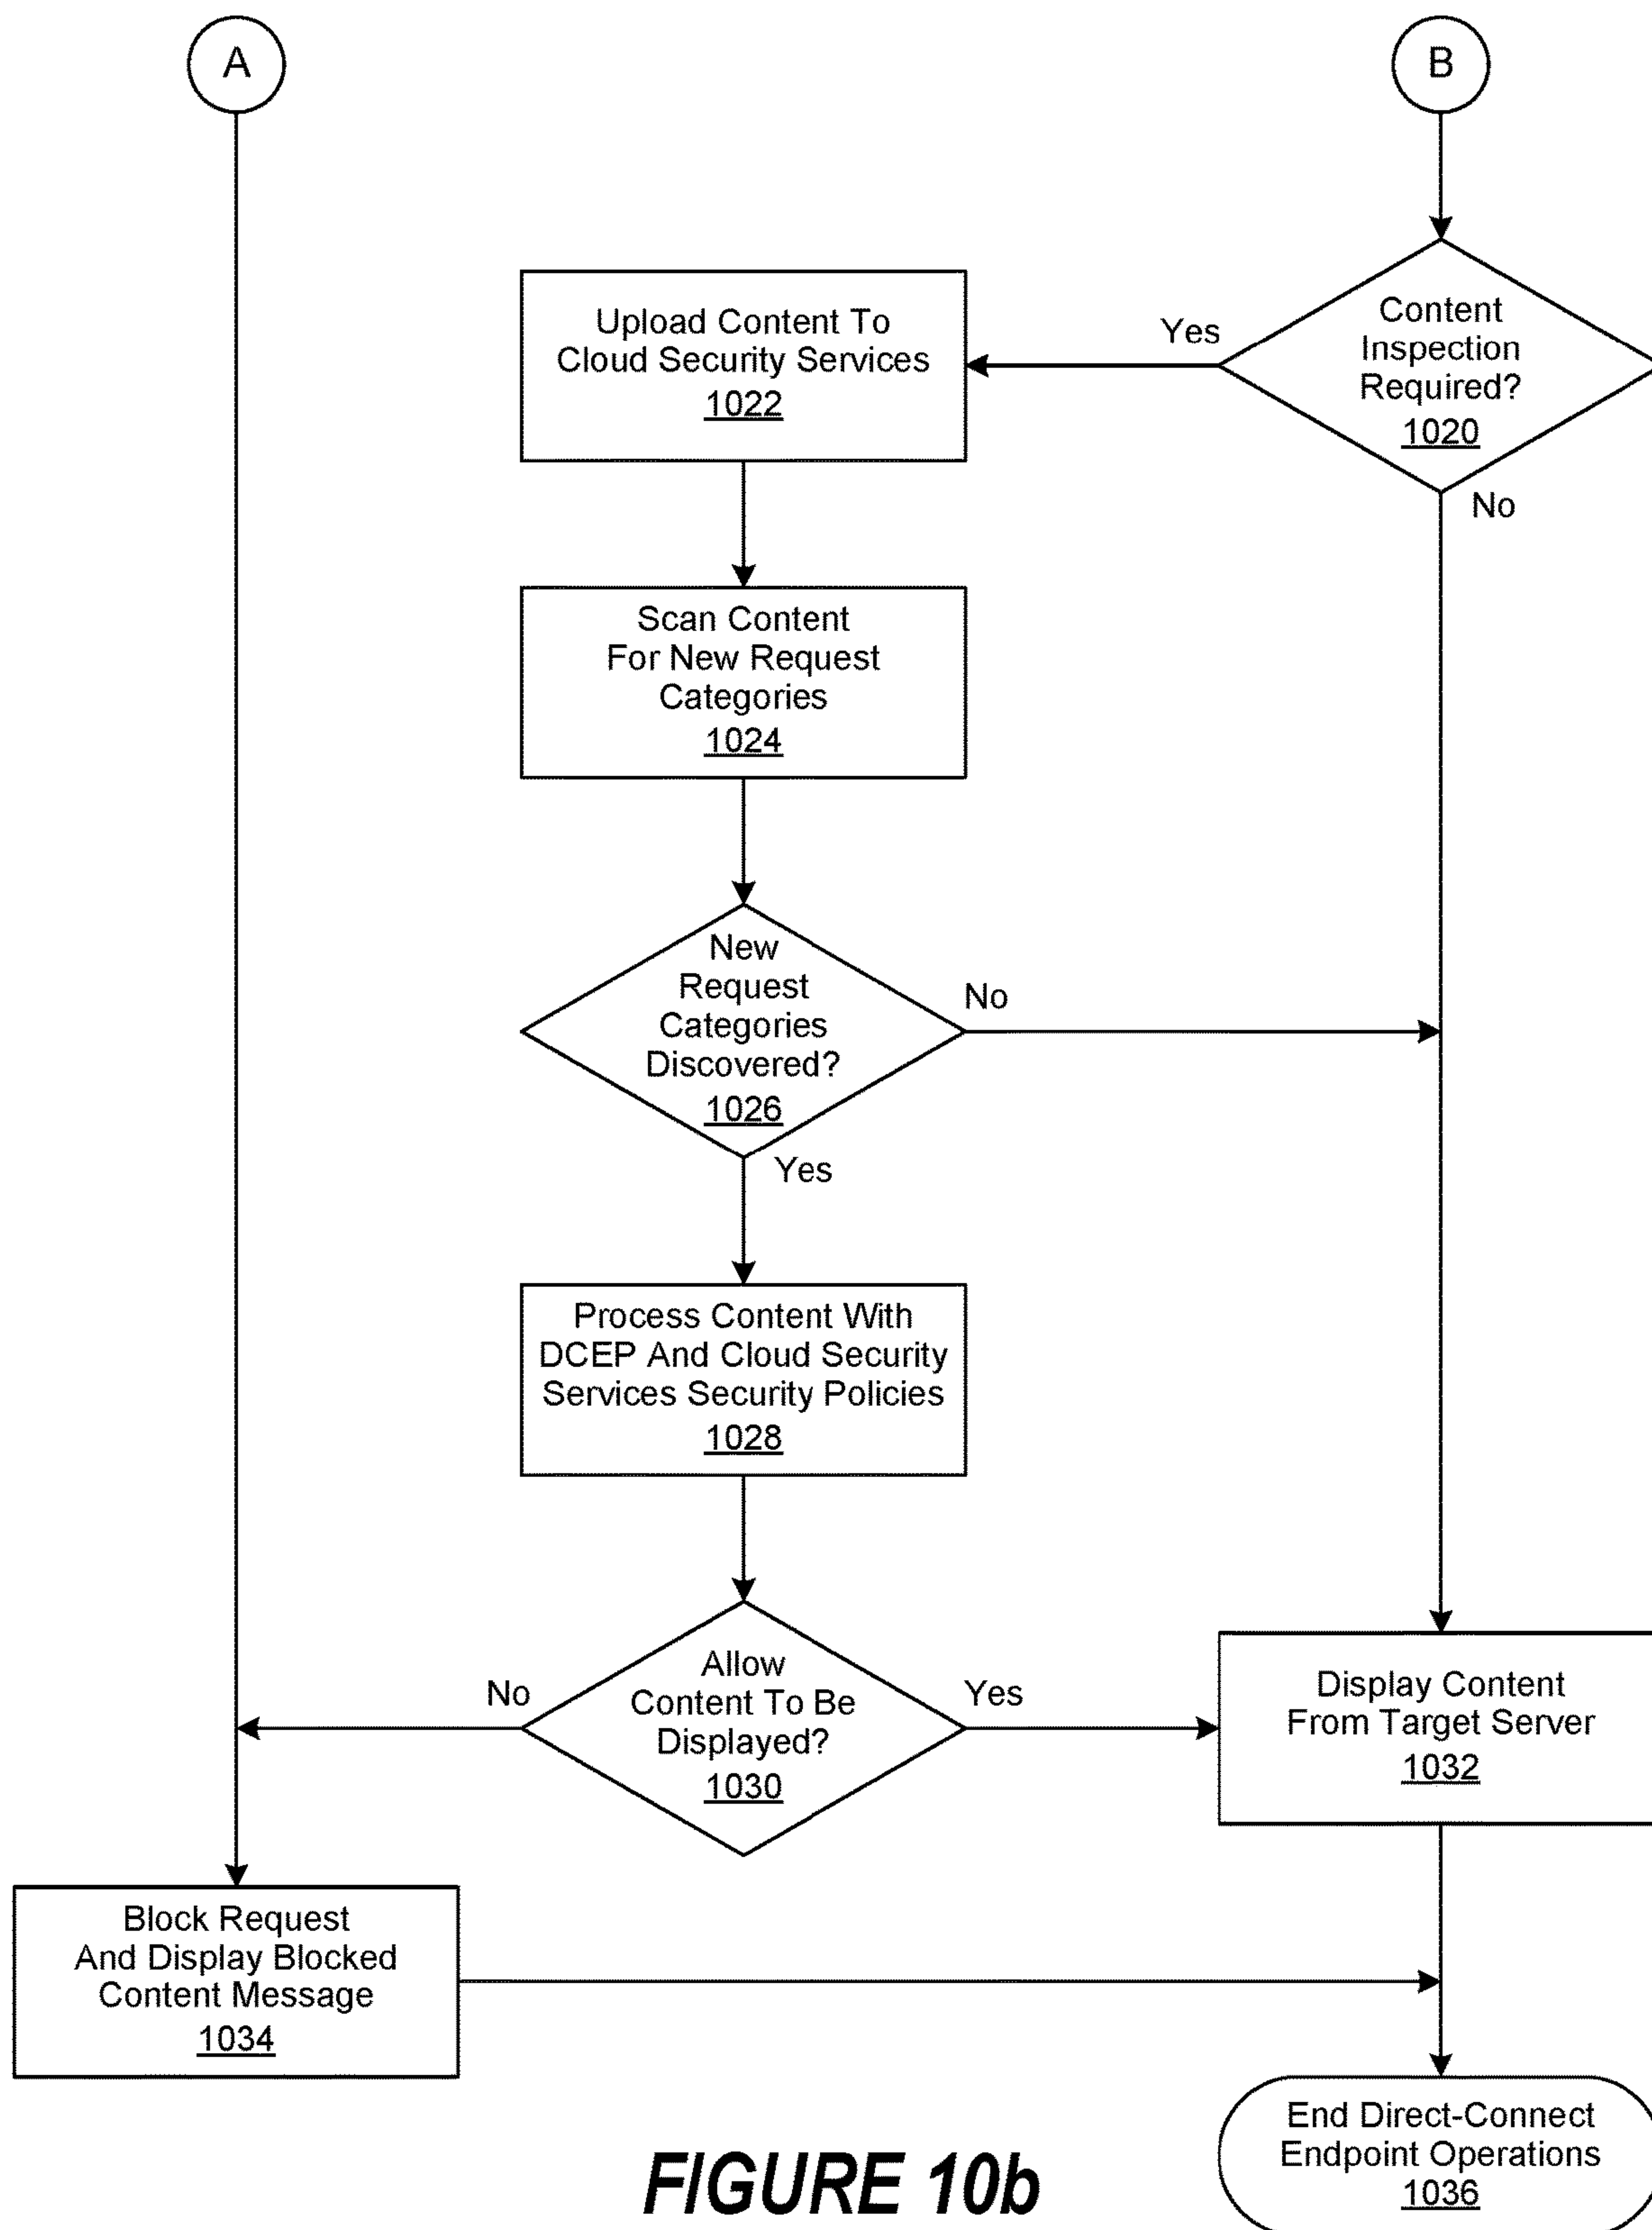 A
B
Content
Inspection
Required?
1020
Yes
No
Upload Content To
Cloud Security Services
1022
Scan Content
For New Request
Categories
1024
New
Request
Categories
Discovered?
1026
No
Yes
Process Content With
DCEP And Cloud Security
Services Security Policies
1028
Allow
Content To Be
Displayed?
1030
No
Yes
Display Content
From Target Server
1032
Block Request
And Display Blocked
Content Message
1034
End Direct-Connect
Endpoint Operations
1036
FIGURE 10b